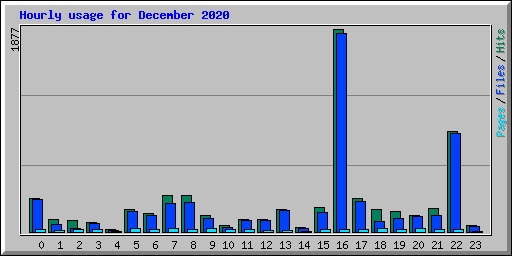 Hourly usage for December 2020
1877
Pages/Files/Hits
0 1 2 3 4 5 6 7 8 9 10 11 12 13 14 15 16 17 18 19 20 21 22 23